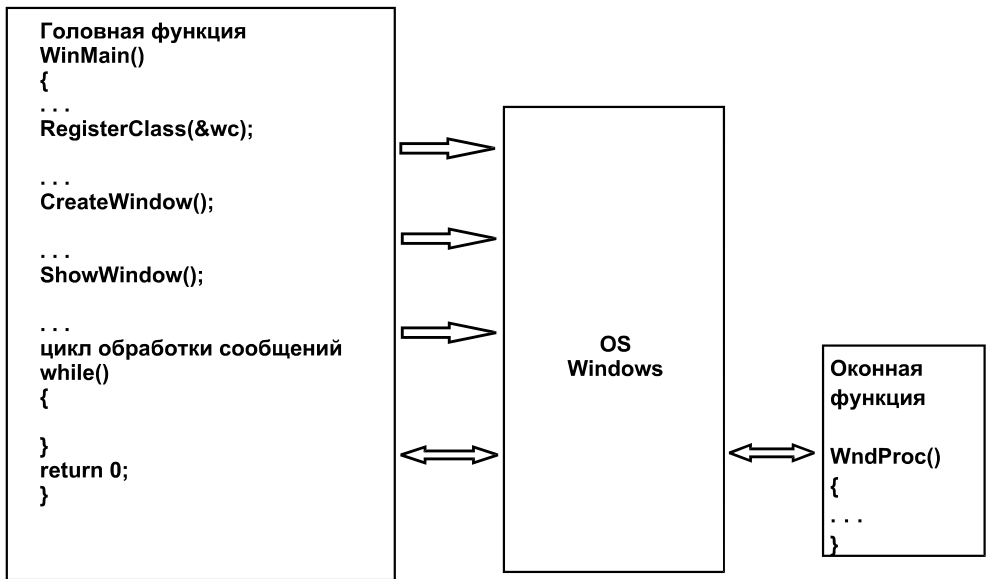 Головная функция
WinMain()
{
. . .
RegisterClass(&wc);
. . .
CreateWindow();
. . .
ShowWindow();
. . .
цикл обработки сообщений
while()
{
}
return 0;
}
OS
Windows
Оконная
функция
WndProc()
{
. . .
}